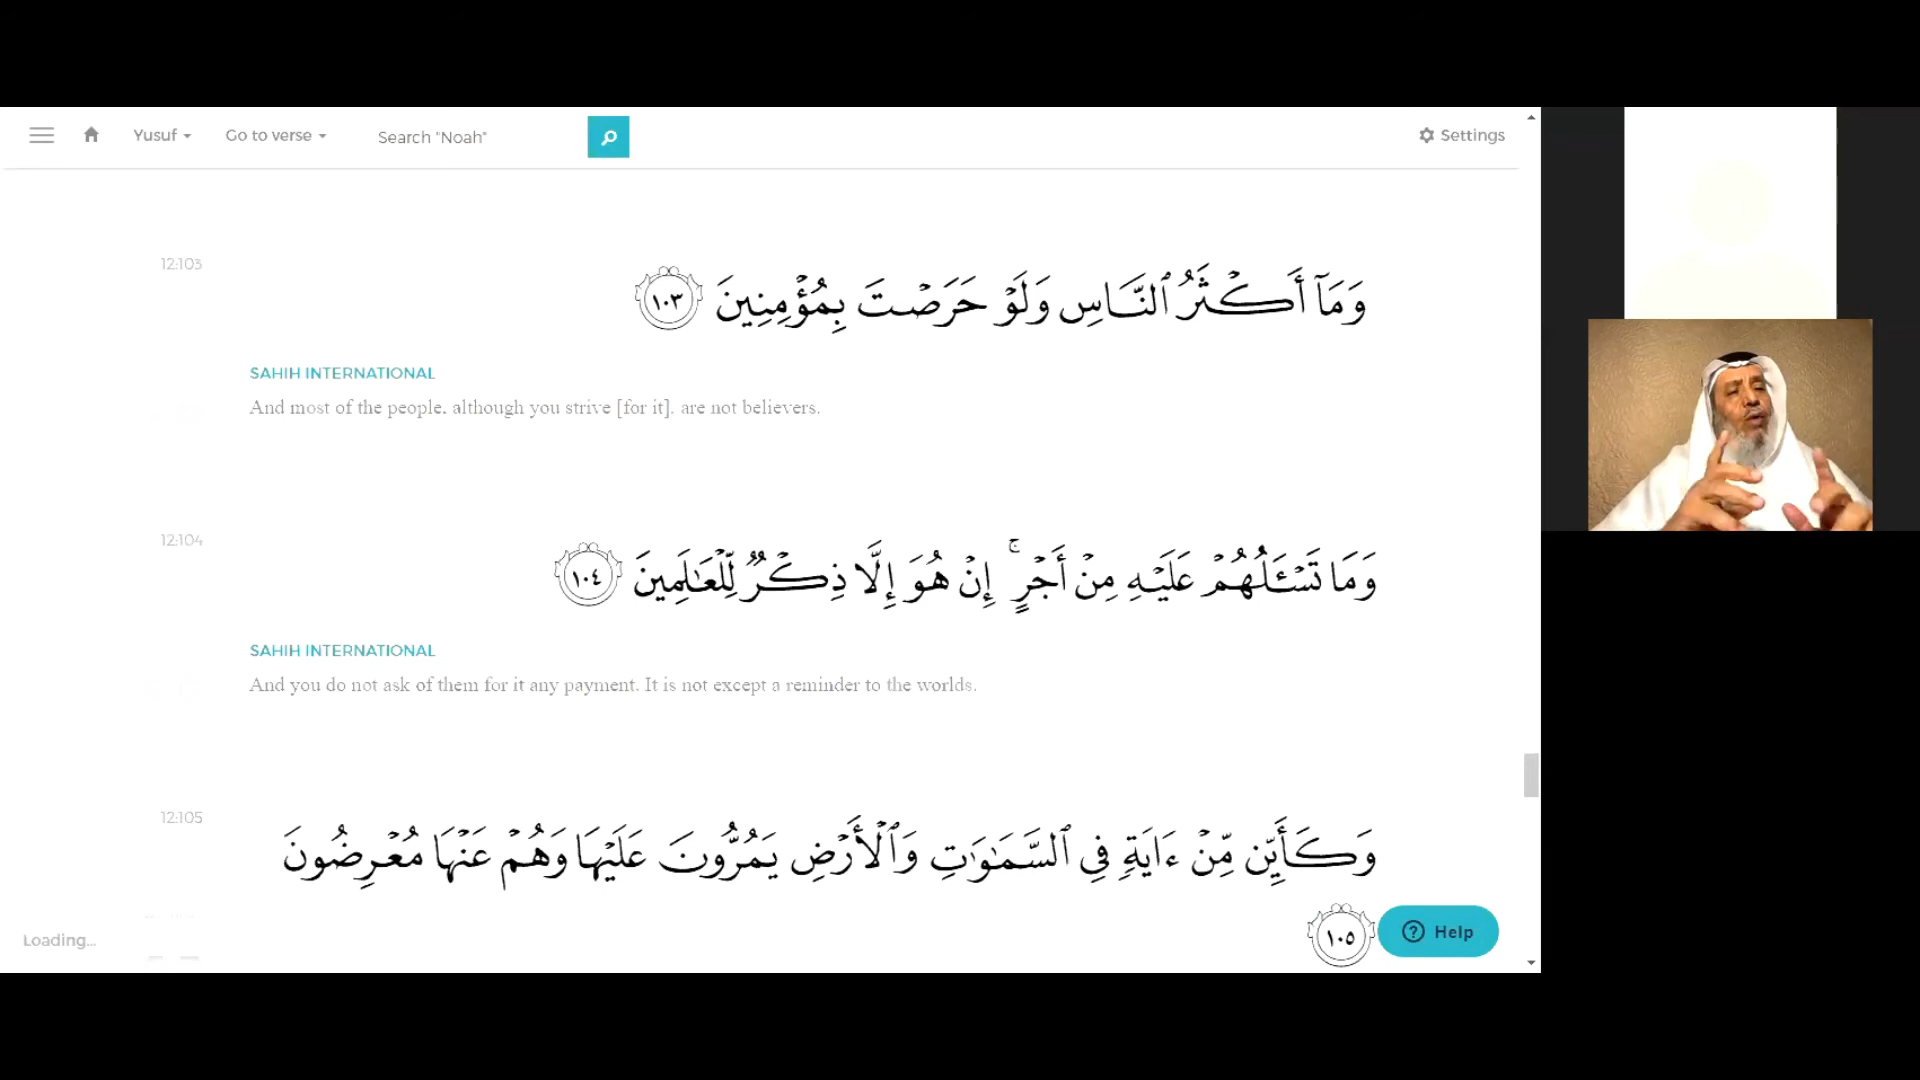 Yusuf Go to verse Search "Noah" Settings
12:103
وَمَآ أَكْثَرُ ٱلنَّاسِ وَلَوْ حَرَصْتَ بِمُؤْمِنِينَ ١٠٣
SAHIH INTERNATIONAL
And most of the people, although you strive [for it], are not believers.
12:104
وَمَا تَسْـَٔلُهُمْ عَلَيْهِ مِنْ أَجْرٍ ۚ إِنْ هُوَ إِلَّا ذِكْرٌ لِّلْعَـٰلَمِينَ ١٠٤
SAHIH INTERNATIONAL
And you do not ask of them for it any payment. It is not except a reminder to the worlds.
12:105
وَكَأَيِّن مِّنْ ءَايَةٍ فِى ٱلسَّمَـٰوَٰتِ وَٱلْأَرْضِ يَمُرُّونَ عَلَيْهَا وَهُمْ عَنْهَا مُعْرِضُونَ
١٠٥
Help
Loading...